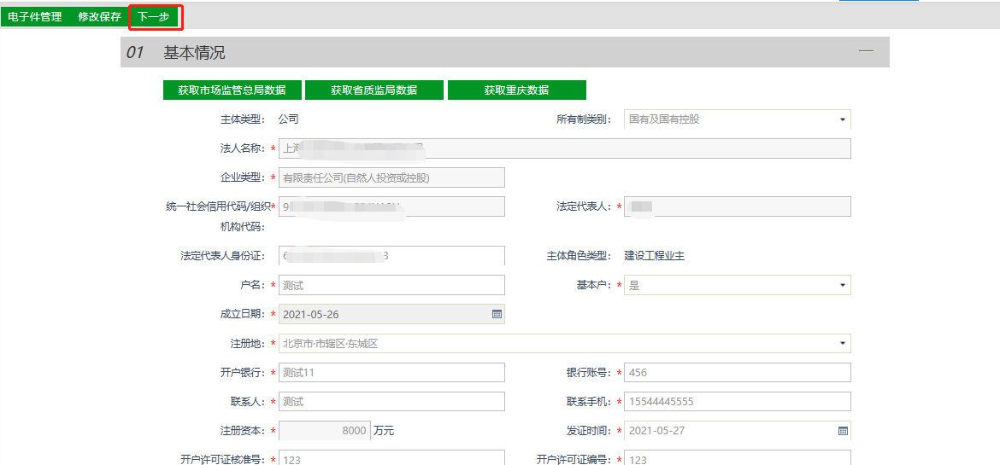 电子件管理 修改保存 下一步
01 基本情况
获取市场监管总局数据 获取省质监局数据 获取重庆数据
主体类型： 公司 所有制类别： 国有及国有控股
法人名称：* 上海
企业类型：* 有限责任公司(自然人投资或控股)
统一社会信用代码/组织* 9 法定代表人：*
机构代码：
法定代表人身份证： 6 3 主体角色类型： 建设工程业主
户名：* 测试 基本户：* 是
成立日期：* 2021-05-26
注册地：* 北京市·市辖区·东城区
开户银行：* 测试11 银行账号：* 456
联系人：* 测试 联系手机：* 15544445555
注册资本：* 8000 万元 发证时间：* 2021-05-27
开户许可证核准号：* 123 开户许可证编号：* 123